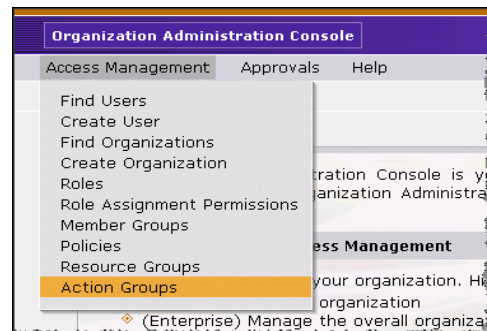 Organization Administration Console
Access Management Approvals Help
Find Users
Create User
Find Organizations
Create Organization
Roles
Role Assignment Permissions
Member Groups
Policies
Resource Groups
Action Groups
tration Console is
anization Administra
ess Management
your organization.
organization
(Enterprise) Manage the overall organiza